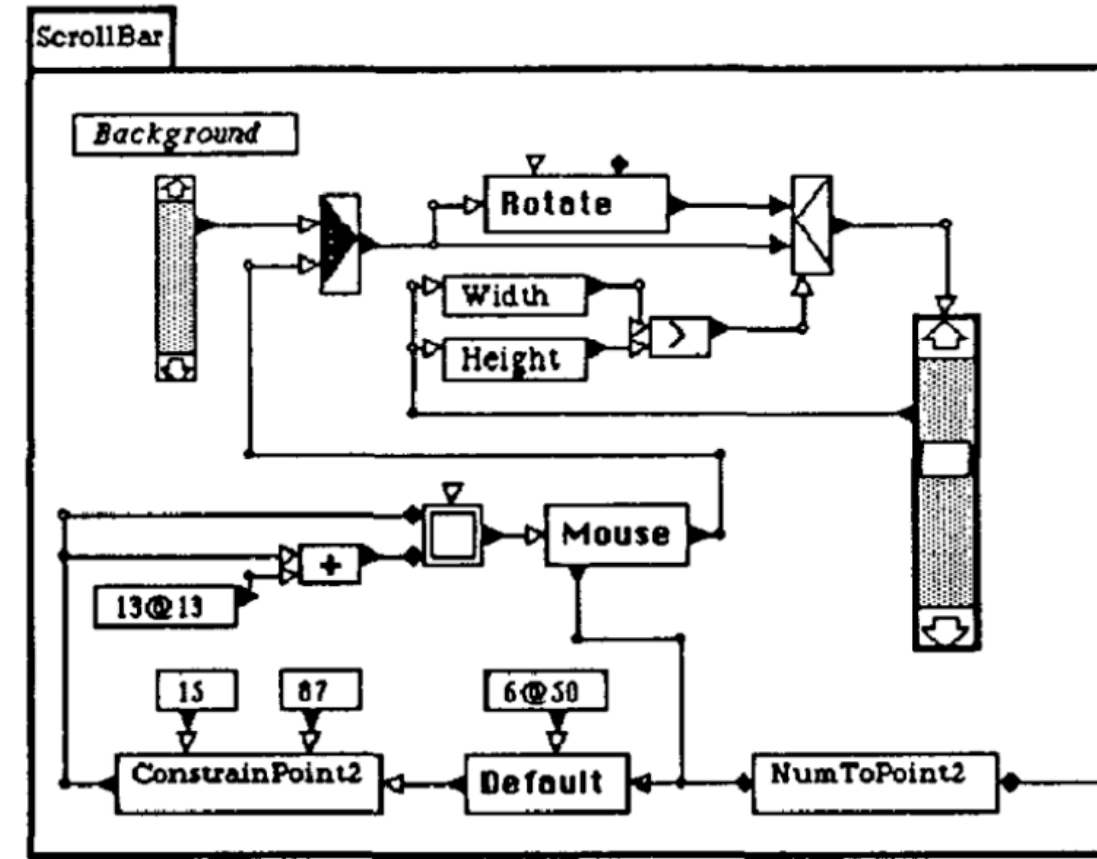 ScrollBar
Background
Rotate
Width
>
Height
Mouse
+
13@13
15
87
6@50
ConstrainPoint2
Default
NumToPoint2